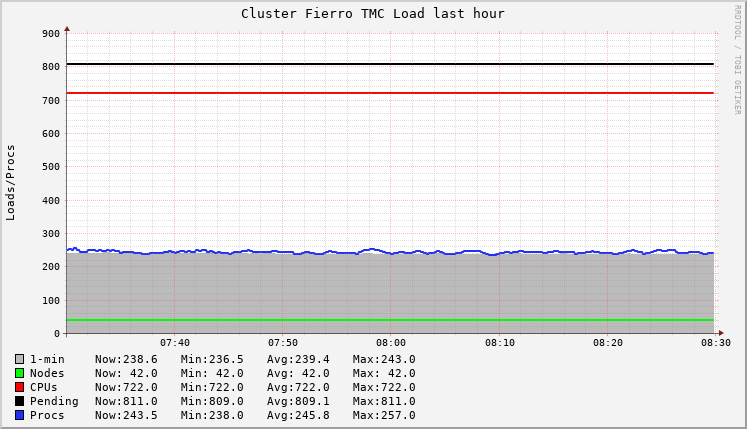 Cluster Fierro TMC Load last hour
RRDTOOL / TOBI OETIKER
Loads/Procs
900
800
700
600
500
400
300
200
100
0
07:40 07:50 08:00 08:10 08:20 08:30
1-min Now:238.6 Min:236.5 Avg:239.4 Max:243.0
Nodes Now: 42.0 Min: 42.0 Avg: 42.0 Max: 42.0
CPUs Now:722.0 Min:722.0 Avg:722.0 Max:722.0
Pending Now:811.0 Min:809.0 Avg:809.1 Max:811.0
Procs Now:243.5 Min:238.0 Avg:245.8 Max:257.0